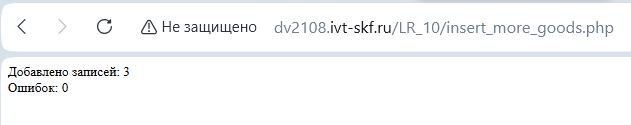 Не защищено dv2108.ivt-skf.ru/LR_10/insert_more_goods.php
Добавлено записей: 3
Ошибок: 0